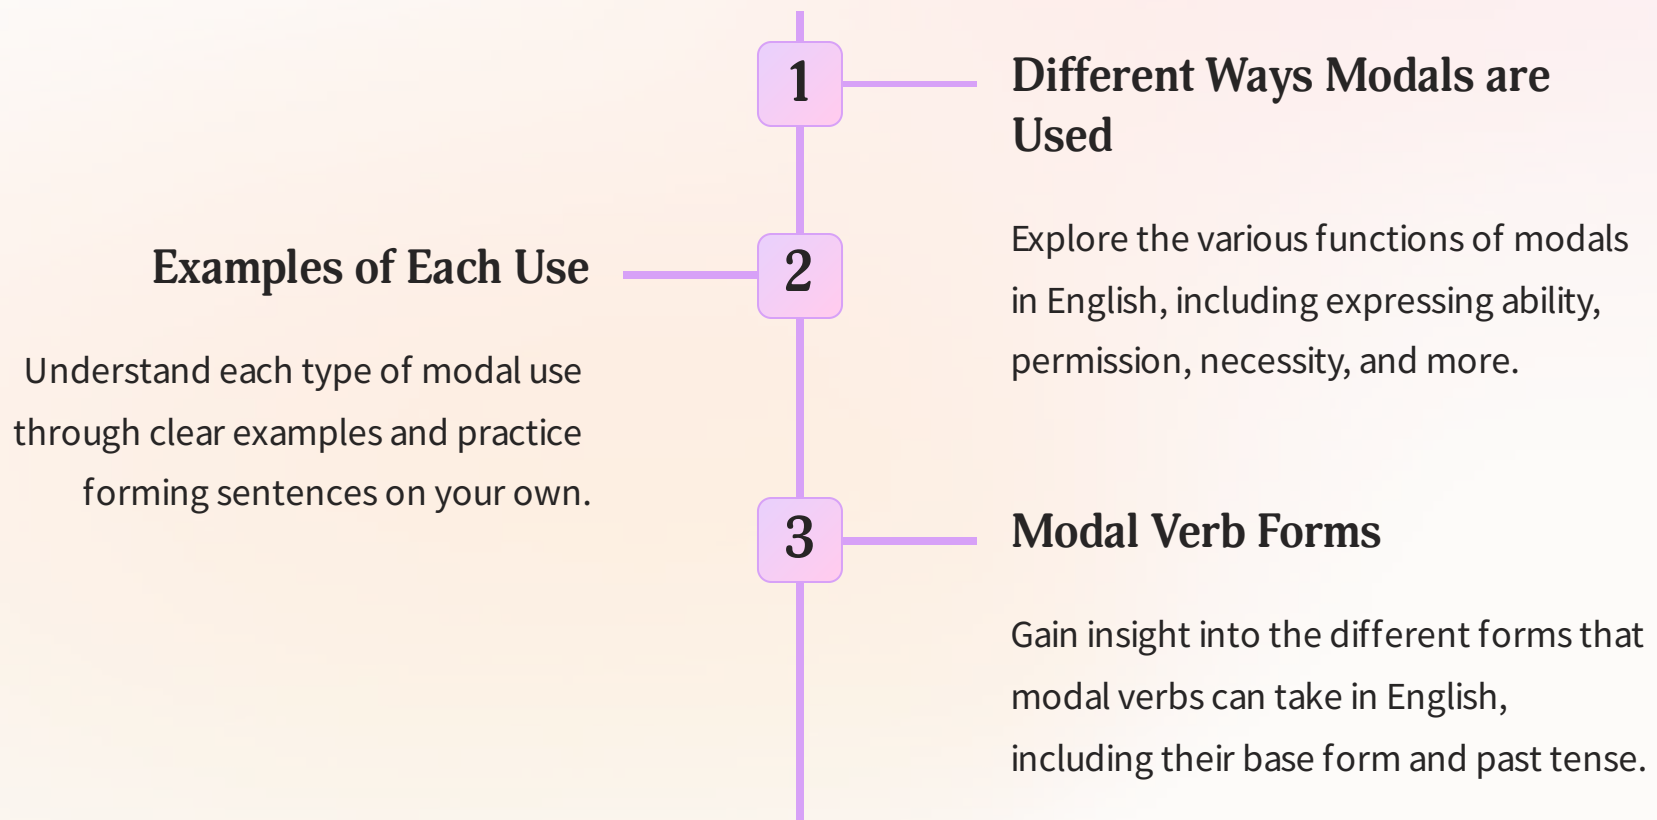 1
Different Ways Modals are
Used
Explore the various functions of modals
in English, including expressing ability,
permission, necessity, and more.
2
Examples of Each Use
Understand each type of modal use
through clear examples and practice
forming sentences on your own.
3
Modal Verb Forms
Gain insight into the different forms that
modal verbs can take in English,
including their base form and past tense.